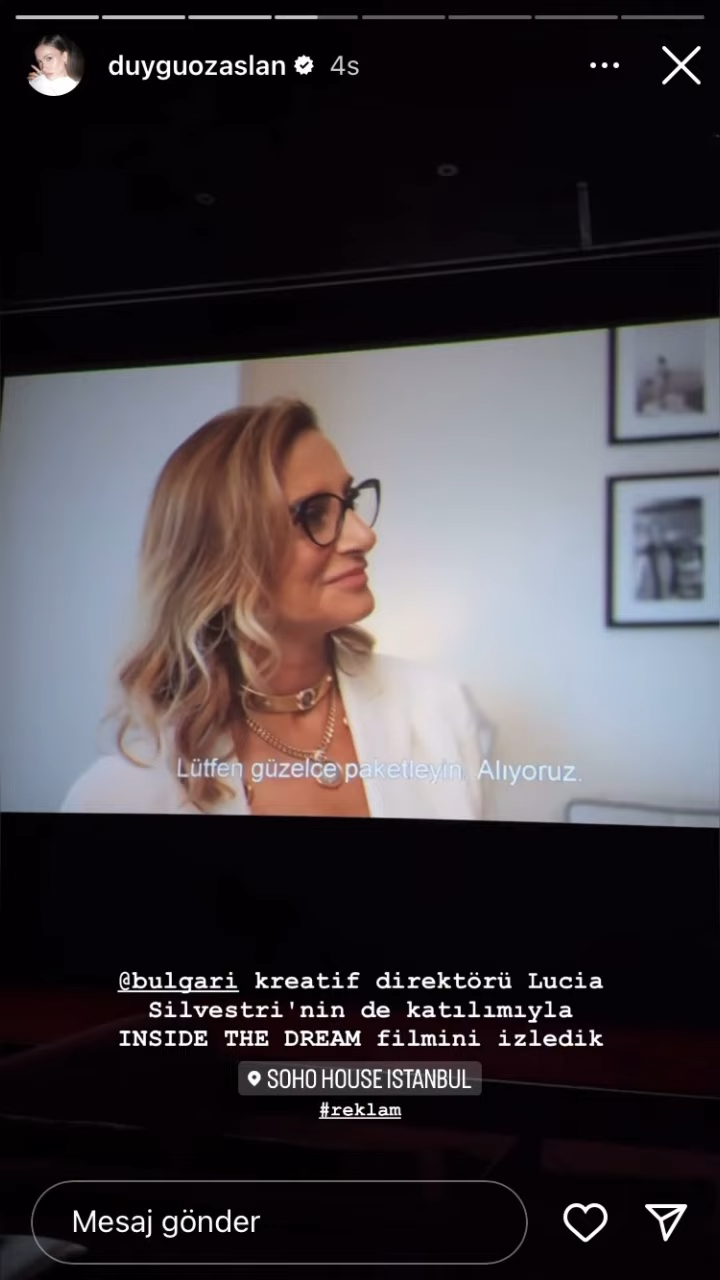 duyguozaslan 4s
Lütfen güzelce paketleyin. Alıyoruz.
@bulgari kreatif direktörü Lucia
Silvestri'nin de katılımıyla
INSIDE THE DREAM filmini izledik
SOHO HOUSE ISTANBUL
#reklam
Mesaj gönder